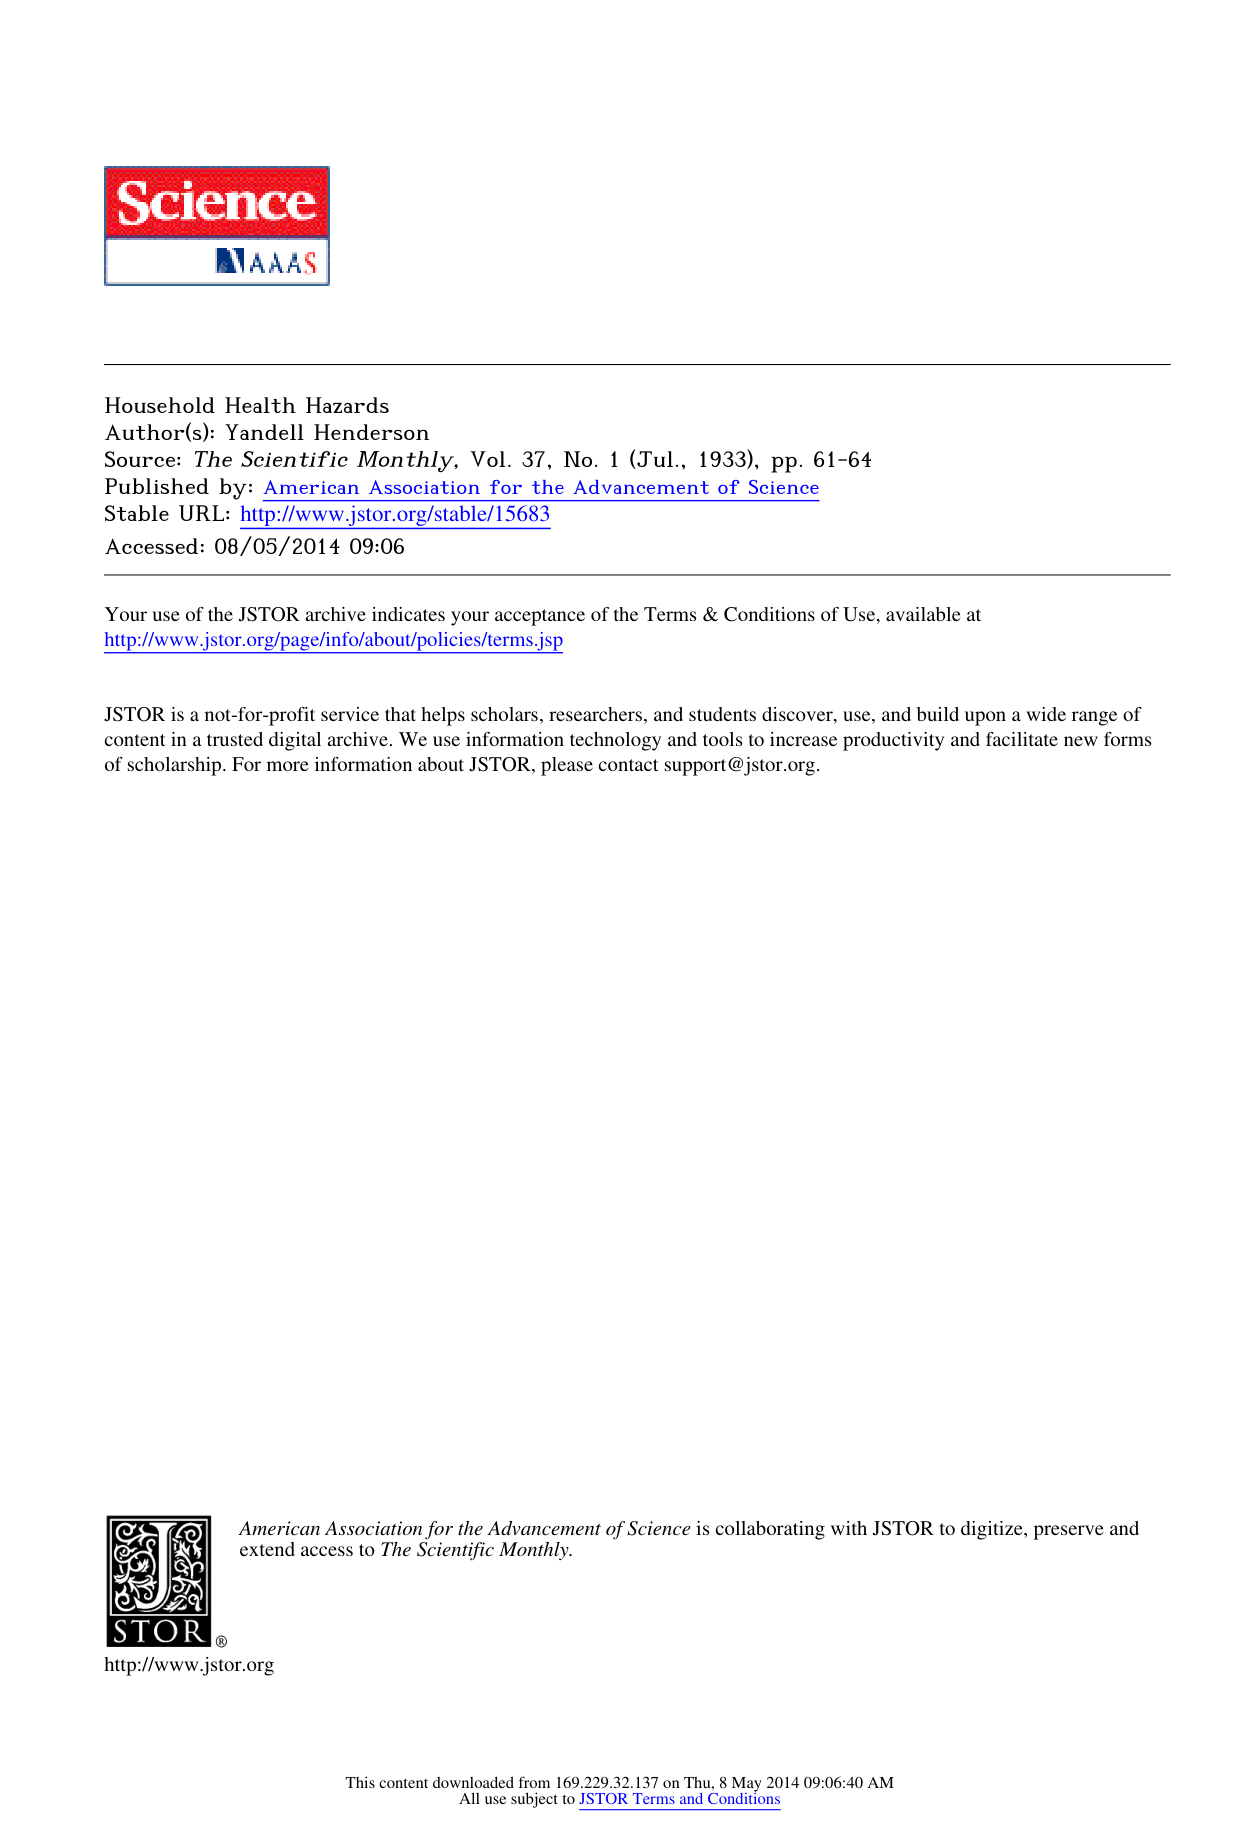 Science
AAAS
Household Health Hazards
Author(s): Yandell Henderson
Source: The Scientific Monthly, Vol. 37, No. 1 (Jul., 1933), pp. 61-64
Published by: American Association for the Advancement of Science
Stable URL: http://www.jstor.org/stable/15683
Accessed: 08/05/2014 09:06
Your use of the JSTOR archive indicates your acceptance of the Terms & Conditions of Use, available at
http://www.jstor.org/page/info/about/policies/terms.jsp
JSTOR is a not-for-profit service that helps scholars, researchers, and students discover, use, and build upon a wide range of
content in a trusted digital archive. We use information technology and tools to increase productivity and facilitate new forms
of scholarship. For more information about JSTOR, please contact support@jstor.org.
American Association for the Advancement of Science is collaborating with JSTOR to digitize, preserve and
extend access to The Scientific Monthly.
J
STOR ®
http://www.jstor.org
This content downloaded from 169.229.32.137 on Thu, 8 May 2014 09:06:40 AM
All use subject to JSTOR Terms and Conditions